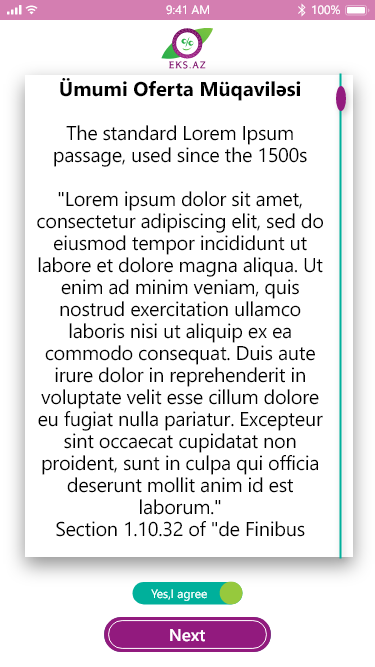 9:41 AM
100%
EKS.AZ
Ümumi Oferta Müqaviləsi
The standard Lorem Ipsum
passage, used since the 1500s
"Lorem ipsum dolor sit amet,
consectetur adipiscing elit, sed do
eiusmod tempor incididunt ut
labore et dolore magna aliqua. Ut
enim ad minim veniam, quis
nostrud exercitation ullamco
laboris nisi ut aliquip ex ea
commodo consequat. Duis aute
irure dolor in reprehenderit in
voluptate velit esse cillum dolore
eu fugiat nulla pariatur. Excepteur
sint occaecat cupidatat non
proident, sunt in culpa qui officia
deserunt mollit anim id est
laborum."
Section 1.10.32 of "de Finibus
Yes,I agree
Next